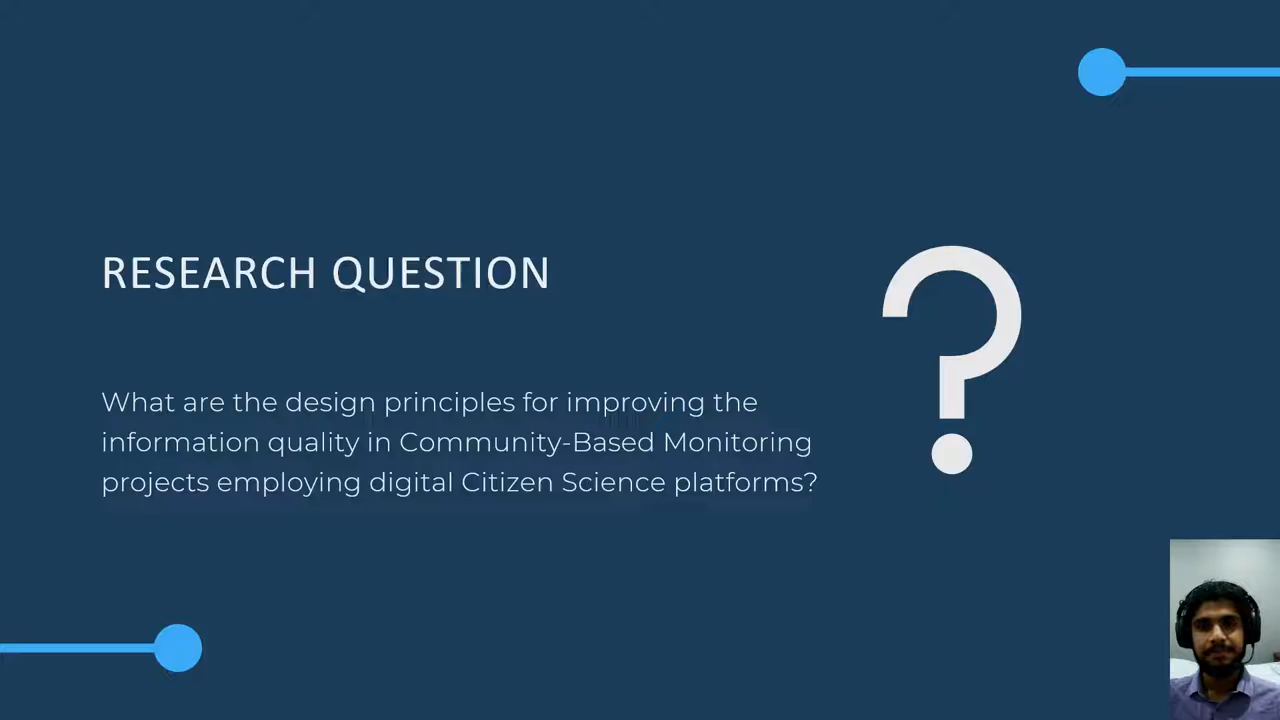 RESEARCH QUESTION
?
What are the design principles for improving the
information quality in Community-Based Monitoring
projects employing digital Citizen Science platforms?